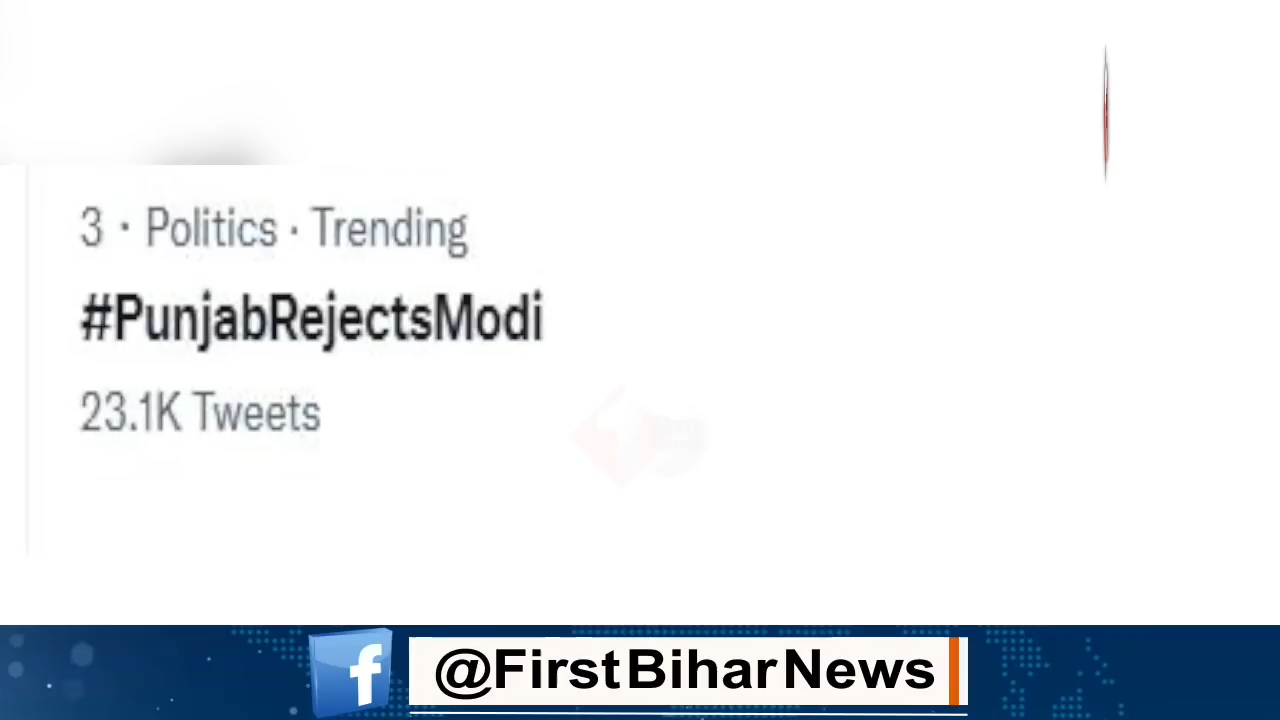 3 · Politics · Trending
#PunjabRejectsModi
23.1K Tweets
f
@FirstBiharNews